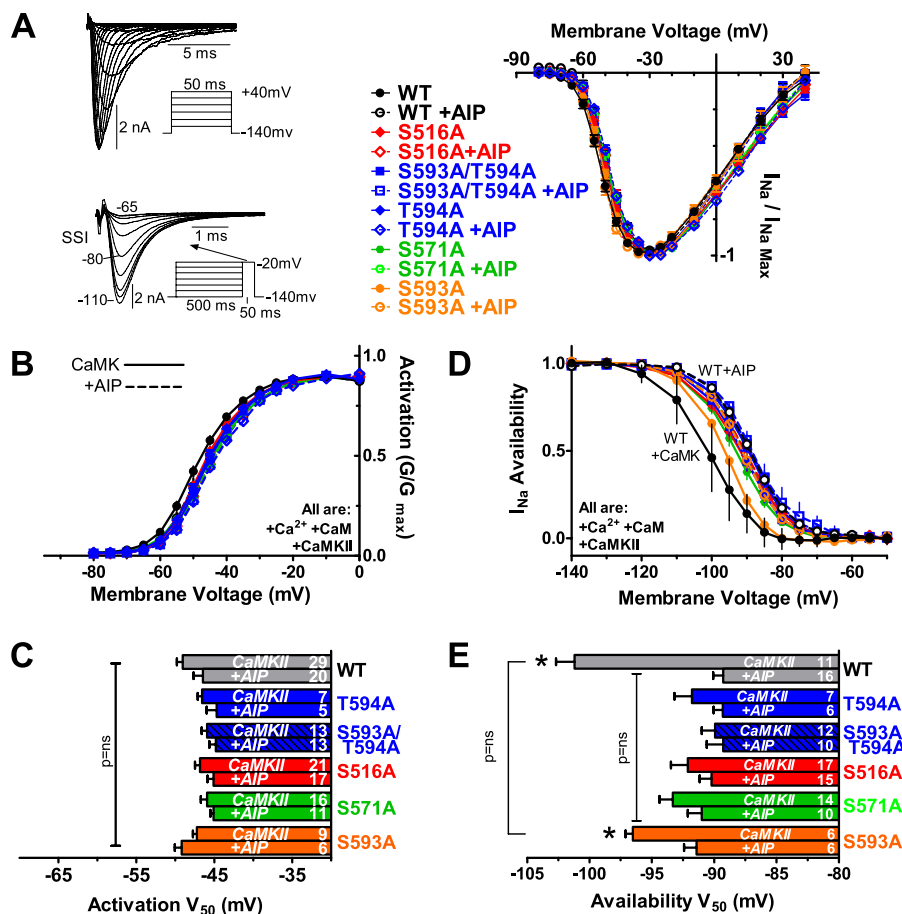 A
5 ms
50 ms
+40mV
2 nA
-140mv
-65
SSI
1 ms
-80
-20mV
-110
2 nA
-140mv
500 ms
50 ms
WT
WT +AIP
S516A
S516A+AIP
S593A/T594A
S593A/T594A +AIP
T594A
T594A +AIP
S571A
S571A +AIP
S593A
S593A +AIP
Membrane Voltage (mV)
-90 -60 -30 0 30
-1
I Na / I Na Max
B
CaMK
+AIP
1.0
0.5
0.0
Activation (G/G max)
All are:
+Ca2+ +CaM
+CaMKII
-80 -60 -40 -20 0
Membrane Voltage (mV)
D
1.0
0.5
0.0
INa Availability
WT+AIP
WT
+CaMK
All are:
+Ca2+ +CaM
+CaMKII
-140 -120 -100 -80 -60
Membrane Voltage (mV)
C
p=ns
CaMKII 29
+AIP 20
WT
CaMKII 7
+AIP 5
T594A
CaMKII 13
+AIP 13
S593A/
T594A
CaMKII 21
+AIP 17
S516A
CaMKII 16
+AIP 11
S571A
CaMKII 9
+AIP 6
S593A
-65 -55 -45 -35
Activation V50 (mV)
E
*
p=ns
p=ns
CaMKII 11
+AIP 16
WT
CaMKII 7
+AIP 6
T594A
CaMKII 12
+AIP 10
S593A/
T594A
CaMKII 17
+AIP 15
S516A
CaMKII 14
+AIP 10
S571A
*
CaMKII 6
+AIP 6
S593A
-105 -100 -95 -90 -85 -80
Availability V50 (mV)